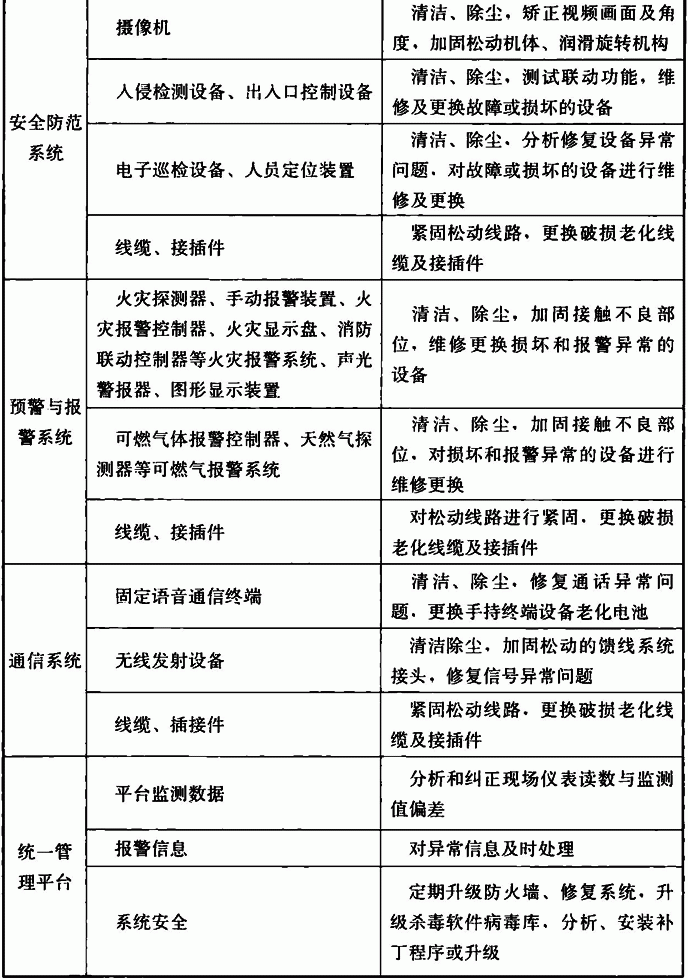 安全防范
系统
摄像机
清洁、除尘，矫正视频画面及角
度，加固松动机体、润滑旋转机构
入侵检测设备、出入口控制设备
清洁、除尘，测试联动功能，维
修及更换故障或损坏的设备
电子巡检设备、人员定位装置
清洁、除尘，分析修复设备异常
问题，对故障或损坏的设备进行维
修及更换
线缆、接插件
紧固松动线路，更换破损老化线
缆及接插件
预警与报
警系统
火灾探测器、手动报警装置、火
灾报警控制器、火灾显示盘、消防
联动控制器等火灾报警系统、声光
警报器、图形显示装置
清洁、除尘，加固接触不良部
位，维修更换损坏和报警异常的
设备
可燃气体报警控制器、天然气探
测器等可燃气报警系统
清洁、除尘，加固接触不良部
位，对损坏和报警异常的设备进行
维修更换
线缆、接插件
对松动线路进行紧固，更换破损
老化线缆及接插件
通信系统
固定语音通信终端
清洁、除尘，修复通话异常问
题，更换手持终端设备老化电池
无线发射设备
清洁除尘，加固松动的馈线系统
接头，修复信号异常问题
线缆、插接件
紧固松动线路，更换破损老化线
缆及接插件
统一管
理平台
平台监测数据
分析和纠正现场仪表读数与监测
值偏差
报警信息
对异常信息及时处理
系统安全
定期升级防火墙、修复系统，升
级杀毒软件病毒库，分析、安装补
丁程序或升级